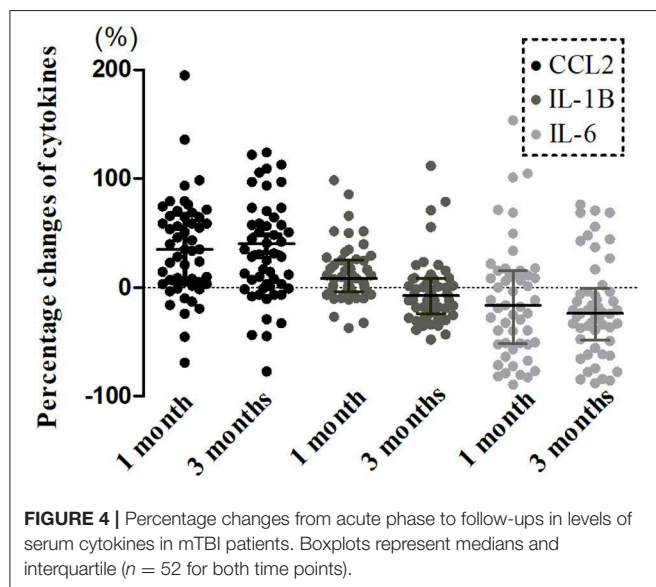 (%)
200
100
0
-100
Percentage changes of cytokines
CCL2
IL-1B
IL-6
1 month
3 months
1 month
3 months
1 month
3 months
FIGURE 4 | Percentage changes from acute phase to follow-ups in levels of
serum cytokines in mTBI patients. Boxplots represent medians and
interquartile (n = 52 for both time points).